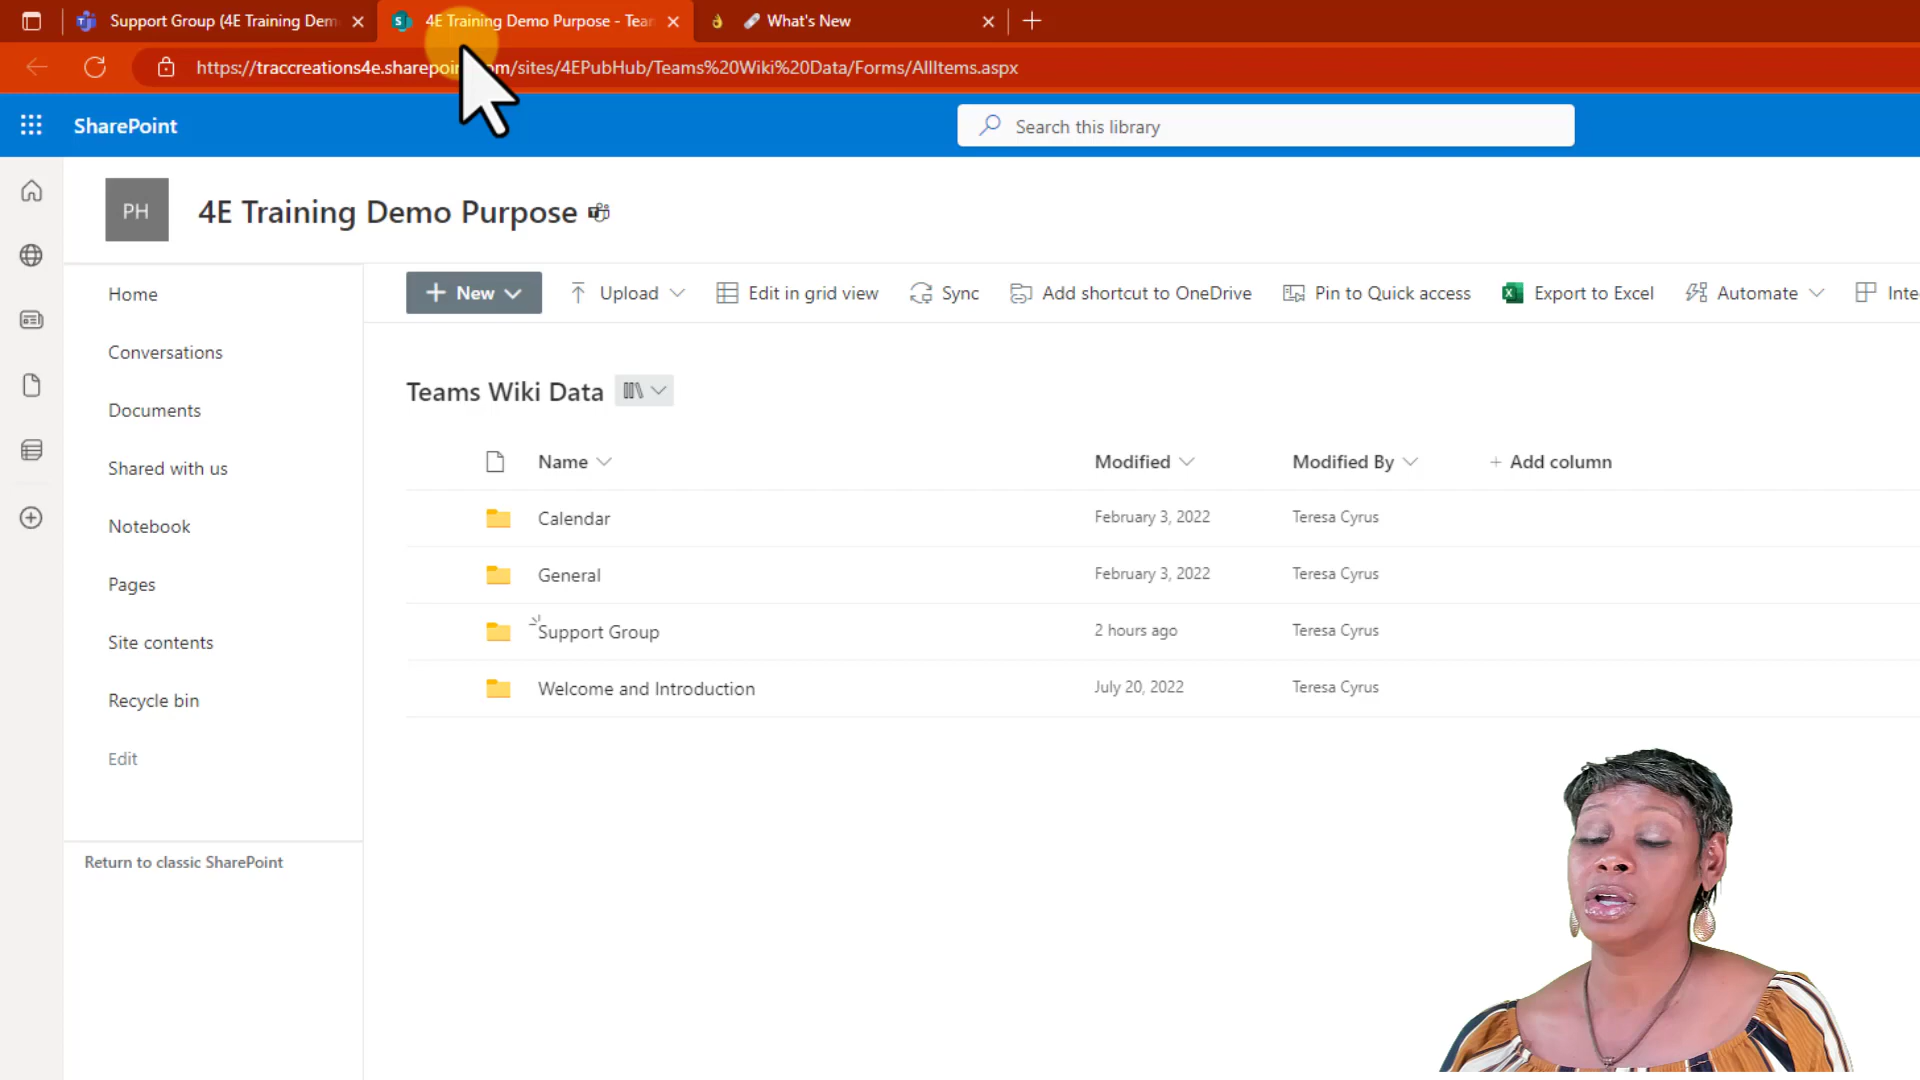 Support Group (4E Training Dem
4E Training Demo Purpose - Tea
What's New
https://traccreations4e.sharepoi om/sites/4EPubHub/Teams%20Wiki%20Data/Forms/AllItems.aspx
SharePoint
Search this library
PH
4E Training Demo Purpose
Home
Conversations
Documents
Shared with us
Notebook
Pages
Site contents
Recycle bin
Edit
Return to classic SharePoint
+ New
Upload
Edit in grid view
Sync
Add shortcut to OneDrive
Pin to Quick access
Export to Excel
Automate
Inte
Teams Wiki Data
Name Modified Modified By + Add column
Calendar February 3, 2022 Teresa Cyrus
General February 3, 2022 Teresa Cyrus
Support Group 2 hours ago Teresa Cyrus
Welcome and Introduction July 20, 2022 Teresa Cyrus